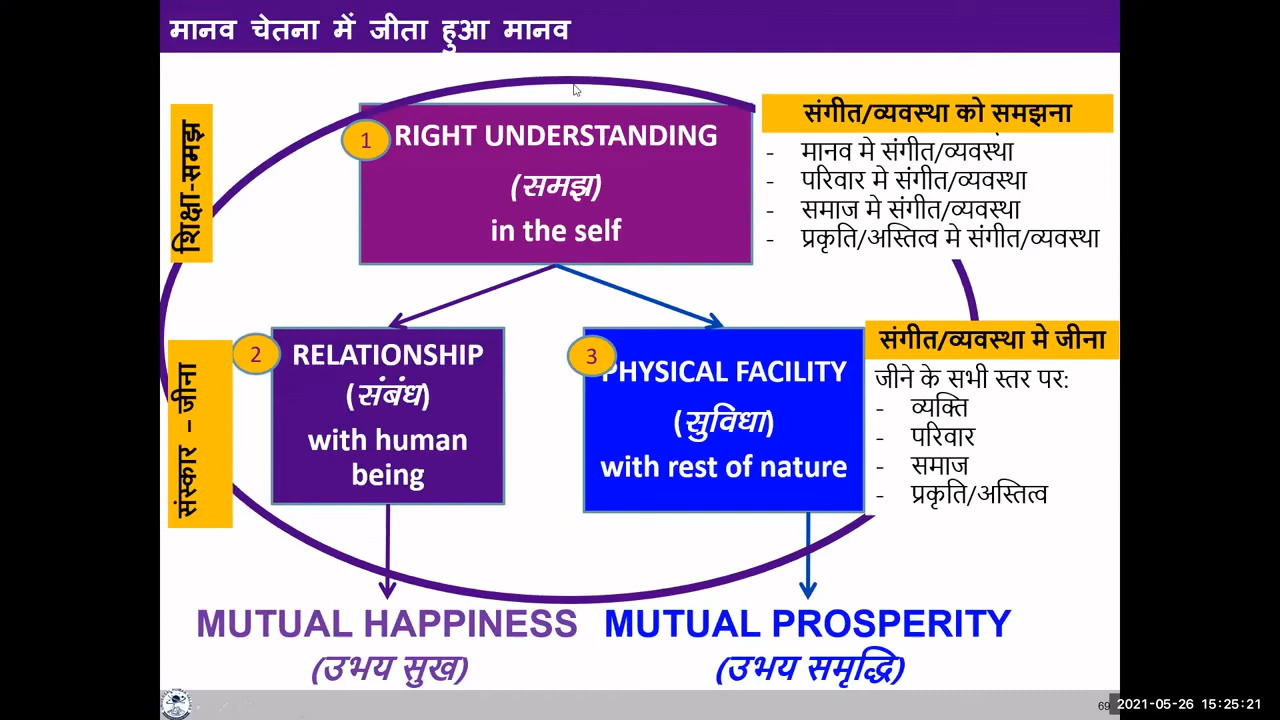 मानव चेतना में जीता हुआ मानव
शिक्षा-समझ
1
RIGHT UNDERSTANDING
(समझ)
in the self
संगीत/व्यवस्था को समझना
- मानव मे संगीत/व्यवस्था
- परिवार मे संगीत/व्यवस्था
- समाज मे संगीत/व्यवस्था
- प्रकृति/अस्तित्व मे संगीत/व्यवस्था
संस्कार – जीना
2
RELATIONSHIP
(संबंध)
with human
being
3
PHYSICAL FACILITY
(सुविधा)
with rest of nature
संगीत/व्यवस्था मे जीना
जीने के सभी स्तर पर:
- व्यक्ति
- परिवार
- समाज
- प्रकृति/अस्तित्व
MUTUAL HAPPINESS
(उभय सुख)
MUTUAL PROSPERITY
(उभय समृद्धि)
69
2021-05-26 15:25:21